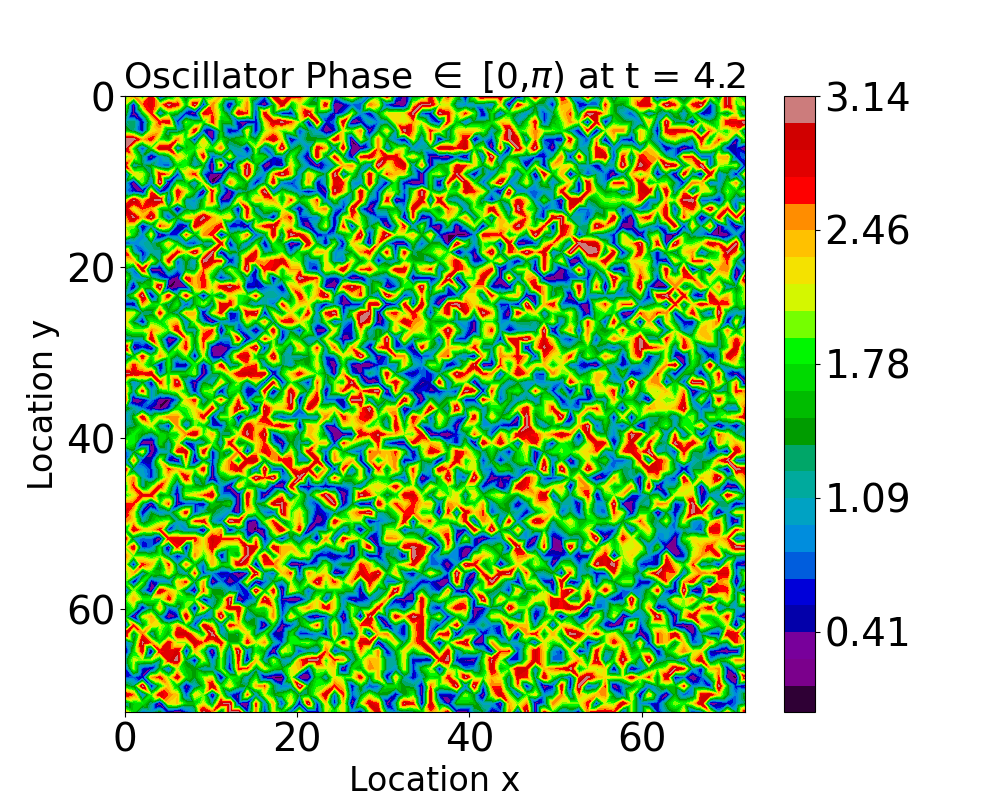 Oscillator Phase ∈ [0,π) at t = 4.2
0
20
40
60
Location y
0 20 40 60
Location x
3.14
2.46
1.78
1.09
0.41